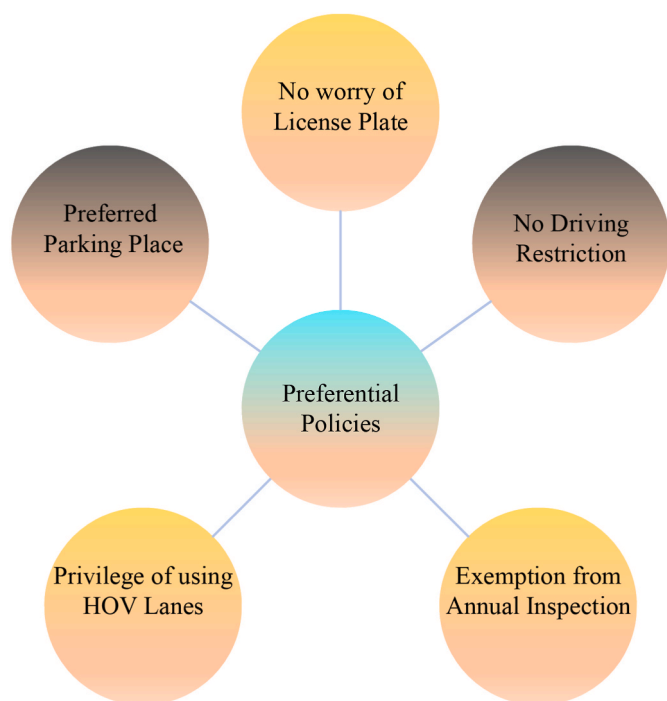 No worry of
License Plate
Preferred
Parking Place
No Driving
Restriction
Preferential
Policies
Privilege of using
HOV Lanes
Exemption from
Annual Inspection